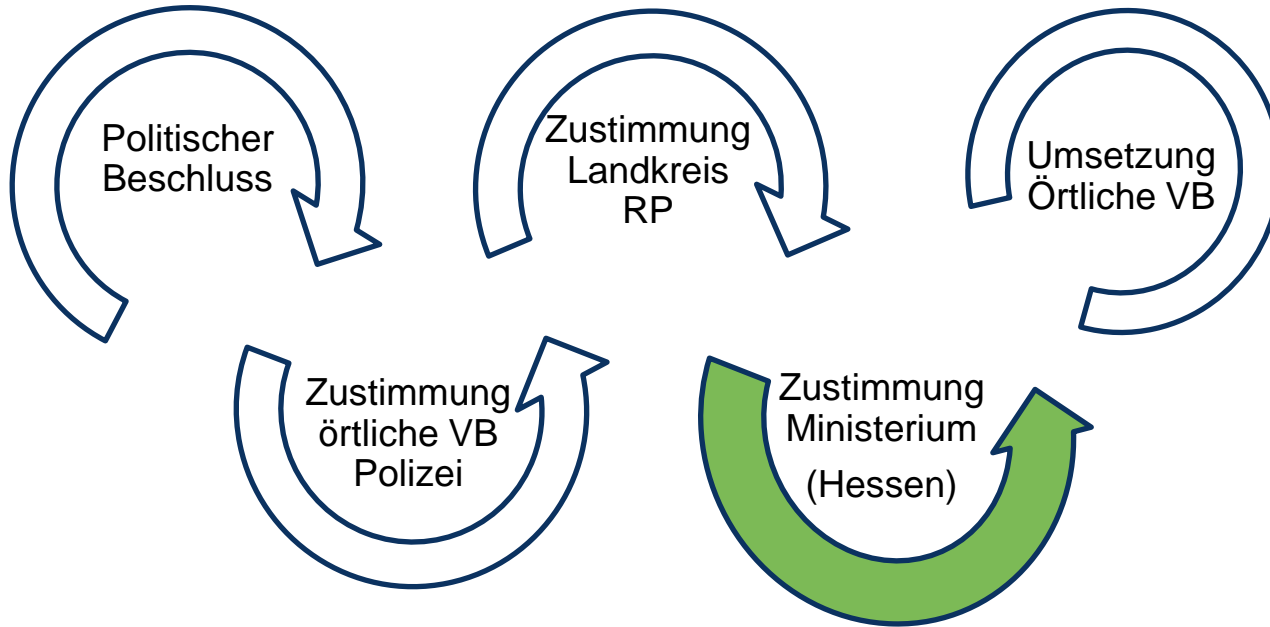 Politischer
Beschluss
Zustimmung
örtliche VB
Polizei
Zustimmung
Landkreis
RP
Zustimmung
Ministerium
(Hessen)
Umsetzung
Örtliche VB